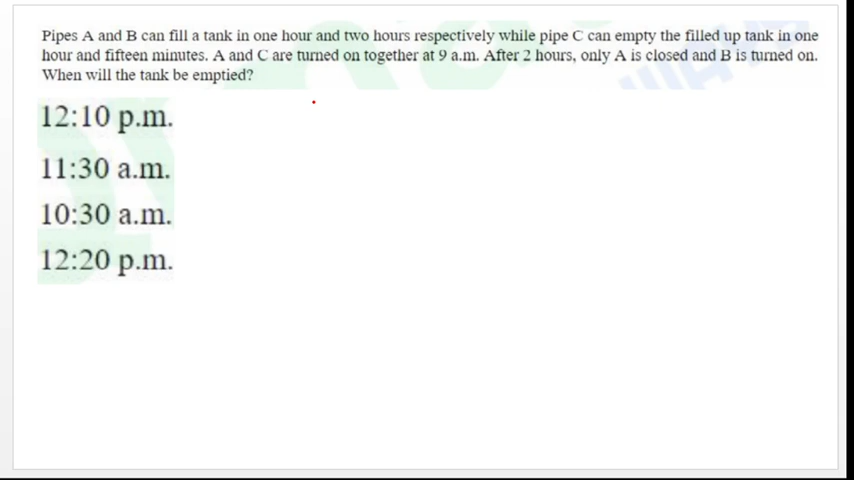 Pipes A and B can fill a tank in one hour and two hours respectively while pipe C can empty the filled up tank in one
hour and fifteen minutes. A and C are turned on together at 9 a.m. After 2 hours, only A is closed and B is turned on.
When will the tank be emptied?
12:10 p.m.
11:30 a.m.
10:30 a.m.
12:20 p.m.